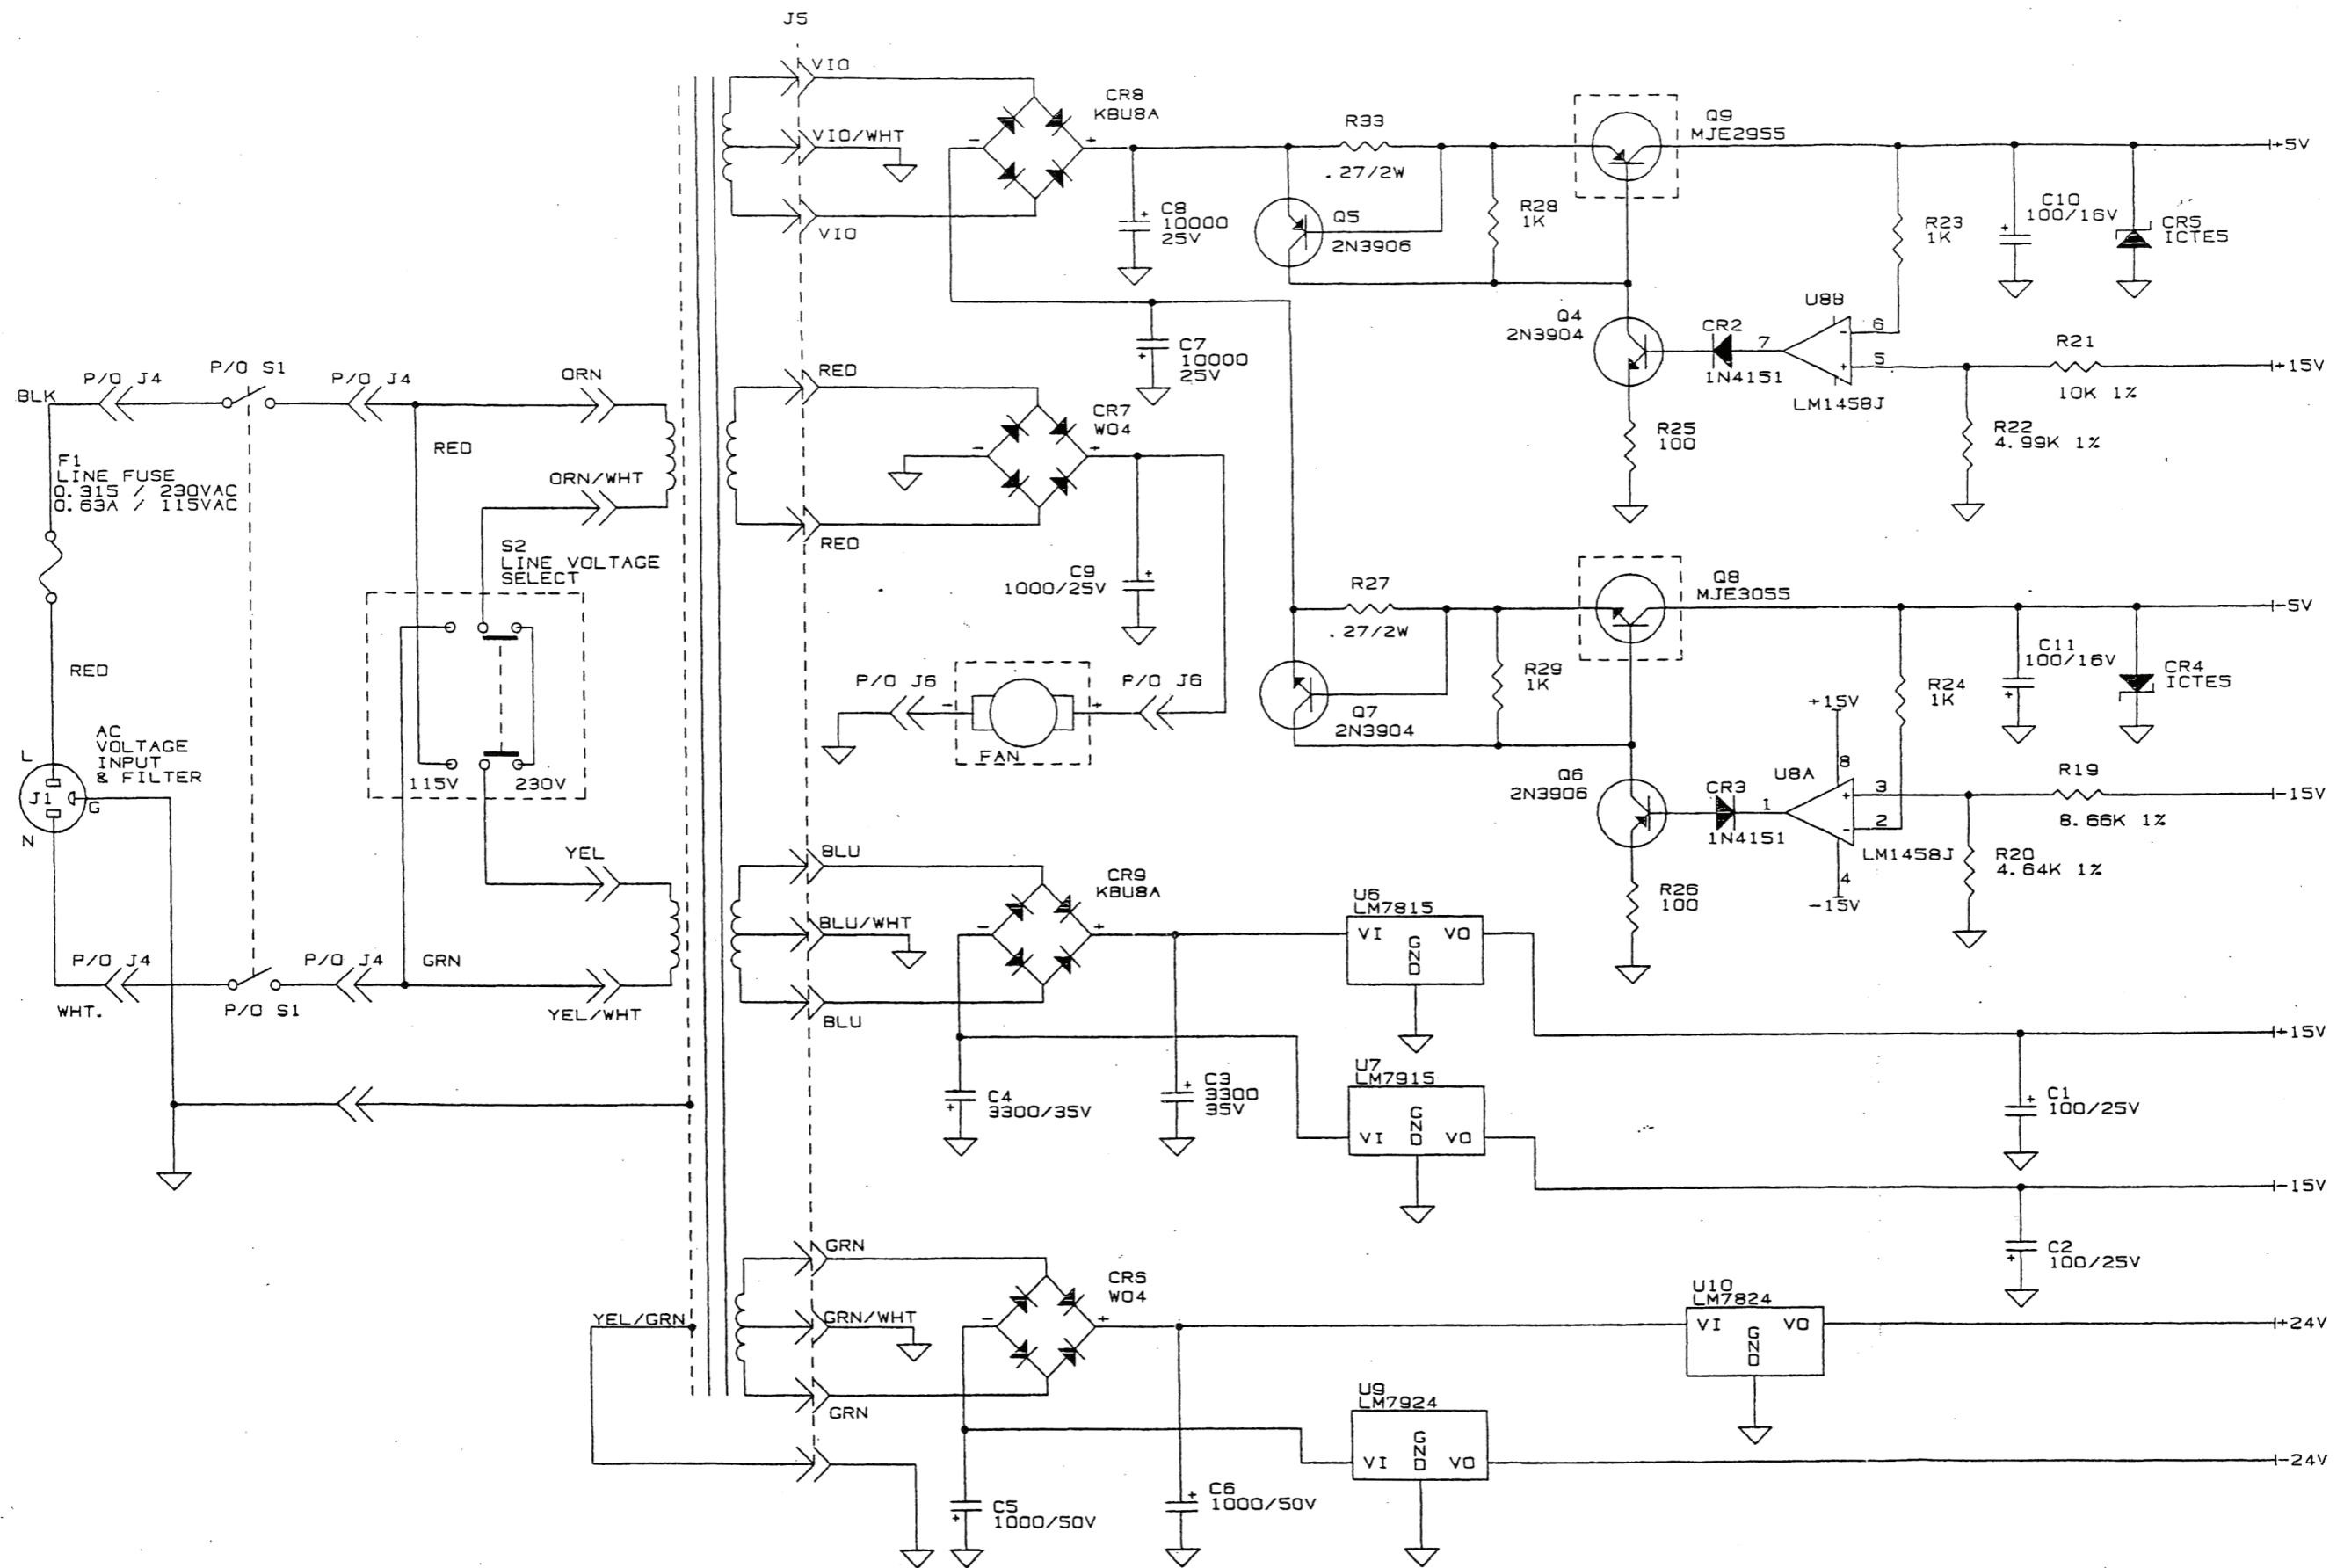 J5
VIO
VIO/WHT
VIO
CR8
KBU8A
- +
C8
10000
25V
+
R33
.27/2W
Q5
2N3906
R28
1K
Q9
MJE2955
+5V
R23
1K
C10
100/16V
+
CR5
ICTE5
C7
10000
25V
+
Q4
2N3904
CR2
1N4151
U8B
7
6
5
-
+
LM1458J
R21
10K 1%
+15V
R22
4.99K 1%
R25
100
BLK
P/O J4
P/O S1
P/O J4
ORN
RED
ORN/WHT
F1
LINE FUSE
0.315 / 230VAC
0.63A / 115VAC
RED
S2
LINE VOLTAGE
SELECT
115V
230V
AC
VOLTAGE
INPUT
& FILTER
L
J1
G
N
YEL
P/O J4
P/O S1
P/O J4
GRN
WHT.
YEL/WHT
RED
RED
CR7
W04
- +
C9
1000/25V
+
P/O J6
- +
FAN
P/O J6
R27
.27/2W
Q7
2N3904
R29
1K
Q8
MJE3055
-5V
R24
1K
C11
100/16V
+
CR4
ICTE5
Q6
2N3906
CR3
1N4151
U8A
+15V
8
1
3
2
+
-
4
-15V
LM1458J
R19
8.66K 1%
-15V
R20
4.64K 1%
R26
100
BLU
BLU/WHT
BLU
CR9
KBU8A
- +
C4
3300/35V
+
C3
3300
35V
+
U6
LM7815
VI GND VO
+15V
U7
LM7915
VI GND VO
C1
100/25V
+
-15V
C2
100/25V
+
YEL/GRN
GRN
GRN/WHT
GRN
CR6
W04
- +
C5
1000/50V
+
C6
1000/50V
+
U10
LM7824
VI GND VO
+24V
U9
LM7924
VI GND VO
-24V